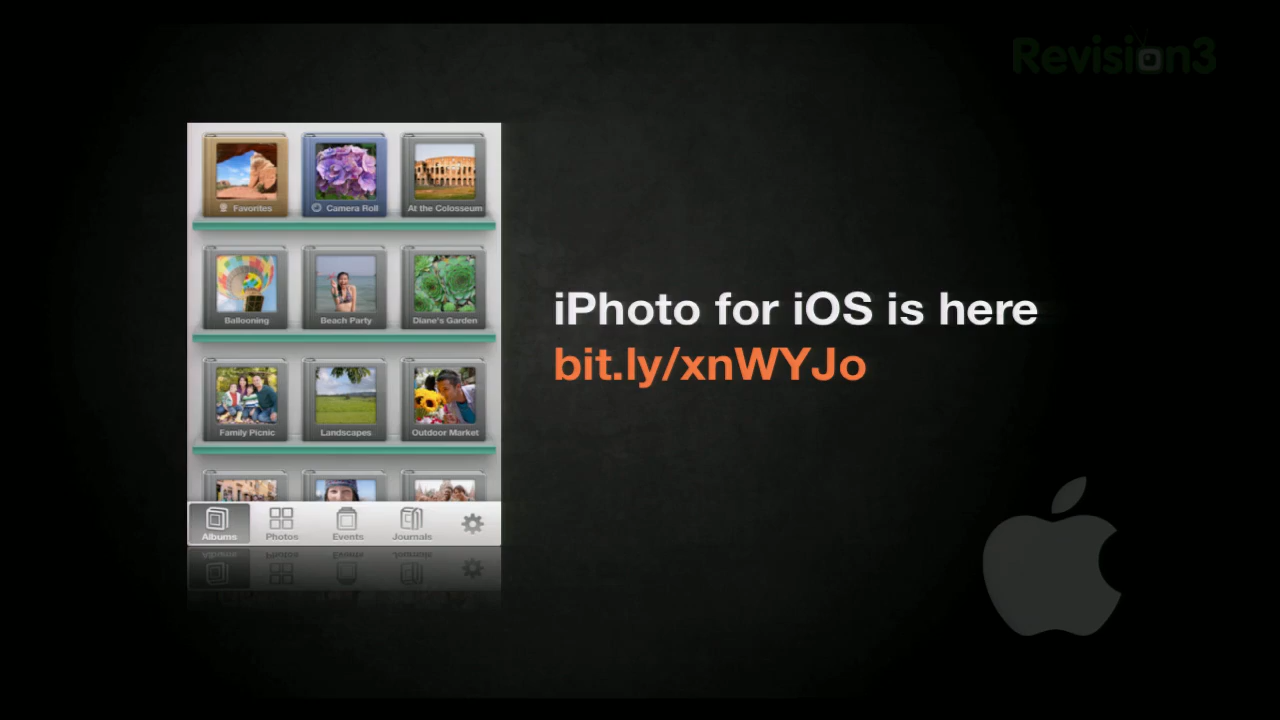 Revision3
Favorites
Camera Roll
At the Colosseum
Ballooning
Beach Party
Diane's Garden
Family Picnic
Landscapes
Outdoor Market
iPhoto for iOS is here
bit.ly/xnWYJo
Albums
Photos
Events
Journals